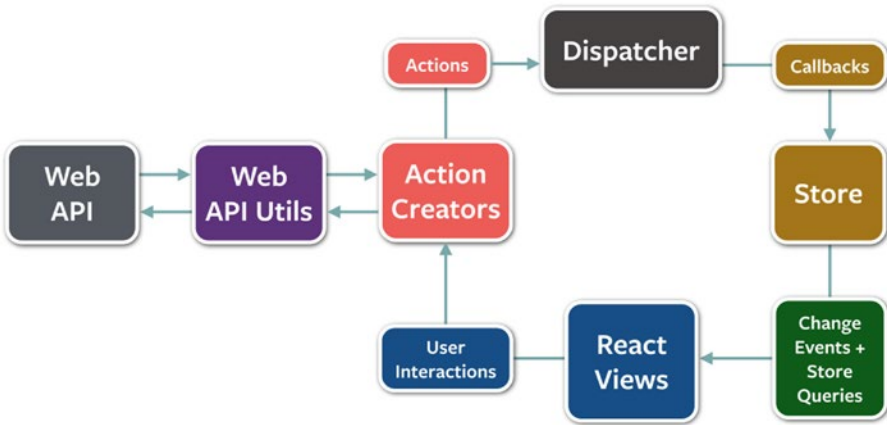 Actions
Dispatcher
Callbacks
Web
API
Web
API Utils
Action
Creators
Store
User
Interactions
React
Views
Change
Events +
Store
Queries